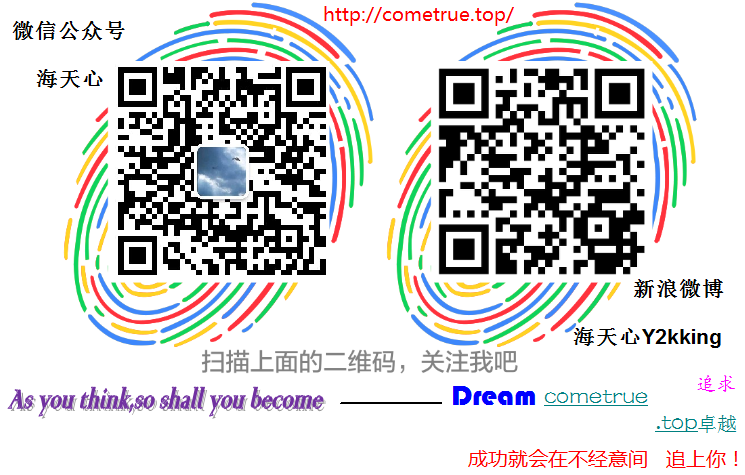 http://cometrue.top/
微信公众号
海天心
新浪微博
海天心Y2kking
扫描上面的二维码，关注我吧
As you think,so shall you become
Dream cometrue
追求
.top卓越
成功就会在不经意间 追上你！